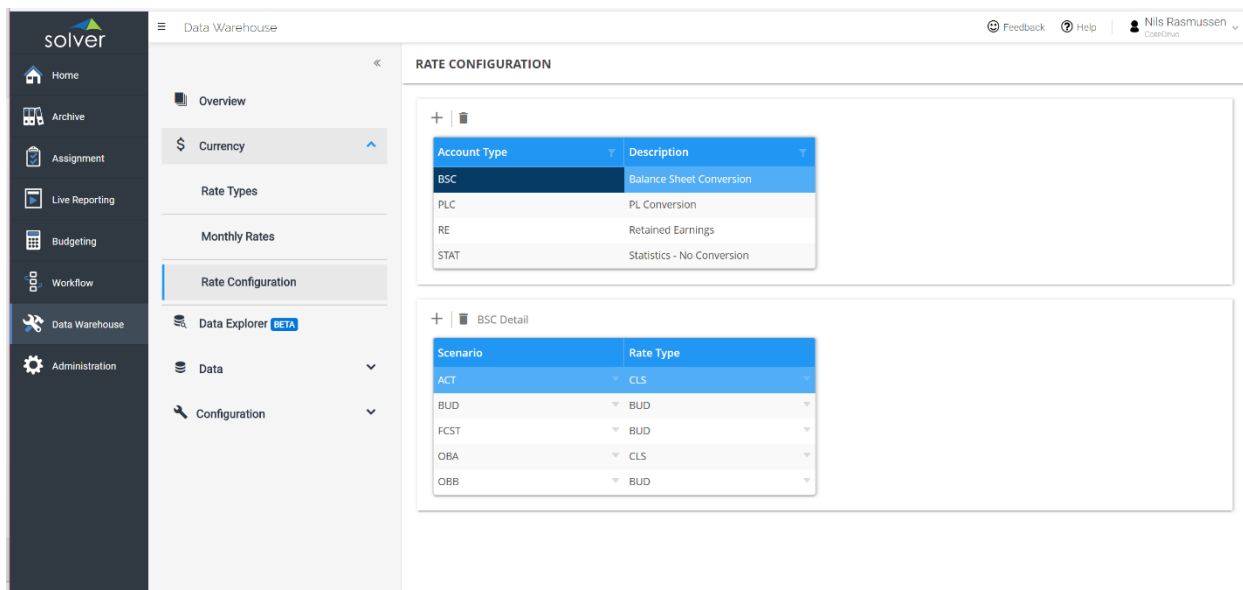 solver
Data Warehouse
Feedback
Help
Nils Rasmussen
CorpDemo
Home
Archive
Assignment
Live Reporting
Budgeting
Workflow
Data Warehouse
Administration
Overview
Currency
Rate Types
Monthly Rates
Rate Configuration
Data Explorer BETA
Data
Configuration
RATE CONFIGURATION
Account Type Description
BSC Balance Sheet Conversion
PLC PL Conversion
RE Retained Earnings
STAT Statistics - No Conversion
BSC Detail
Scenario Rate Type
ACT CLS
BUD BUD
FCST BUD
OBA CLS
OBB BUD